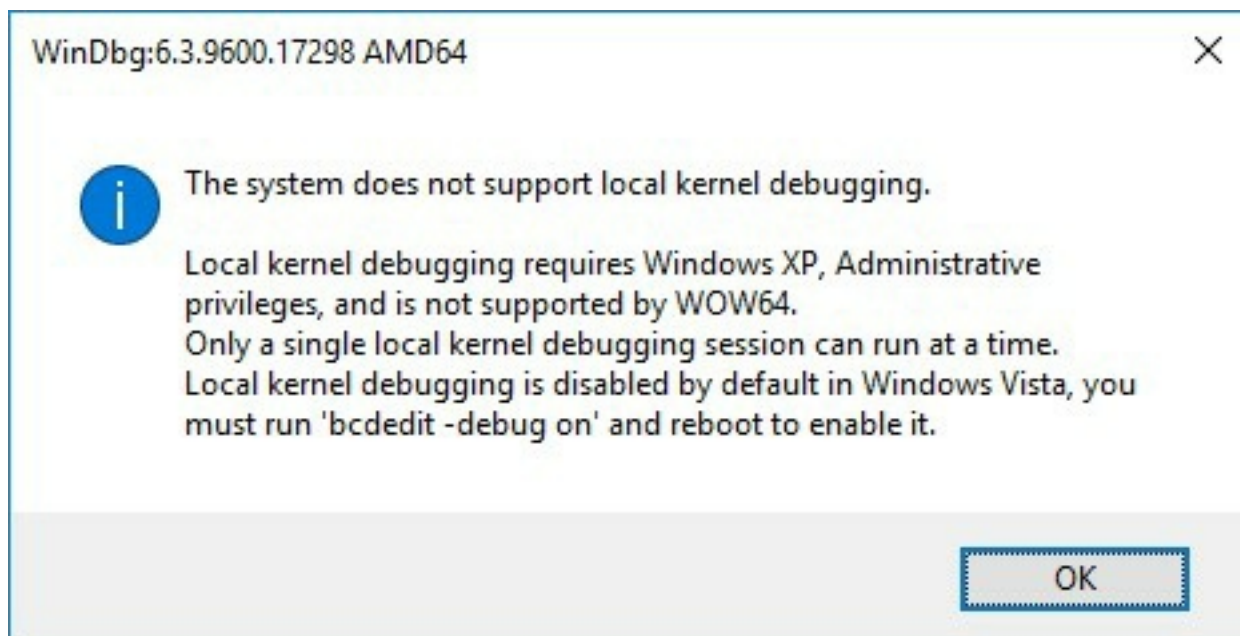 WinDbg:6.3.9600.17298 AMD64
The system does not support local kernel debugging.
Local kernel debugging requires Windows XP, Administrative
privileges, and is not supported by WOW64.
Only a single local kernel debugging session can run at a time.
Local kernel debugging is disabled by default in Windows Vista, you
must run 'bcdedit -debug on' and reboot to enable it.
OK